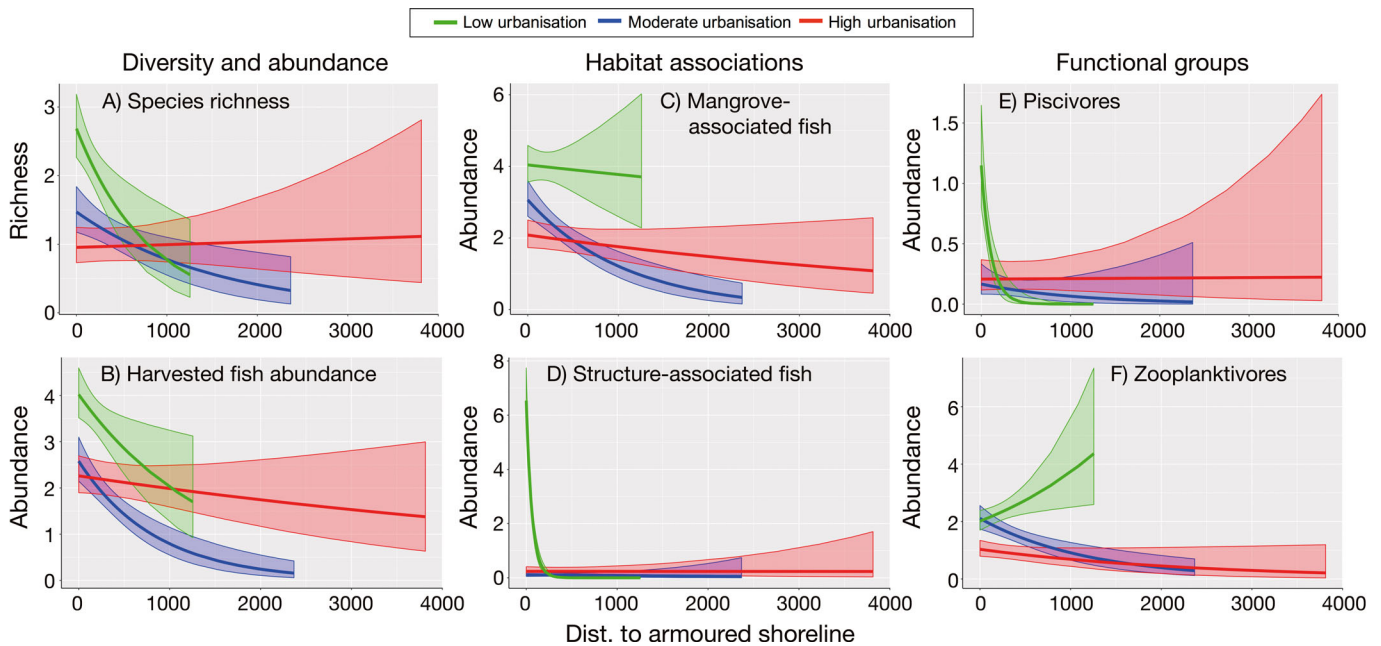 Low urbanisation Moderate urbanisation High urbanisation
Diversity and abundance
Habitat associations
Functional groups
A) Species richness
Richness
3
2
1
0
0 1000 2000 3000 4000
C) Mangrove-
associated fish
Abundance
6
4
2
0
0 1000 2000 3000 4000
E) Piscivores
Abundance
1.5
1.0
0.5
0.0
0 1000 2000 3000 4000
B) Harvested fish abundance
Abundance
4
3
2
1
0
0 1000 2000 3000 4000
D) Structure-associated fish
Abundance
8
6
4
2
0
0 1000 2000 3000 4000
F) Zooplanktivores
Abundance
6
4
2
0
0 1000 2000 3000 4000
Dist. to armoured shoreline